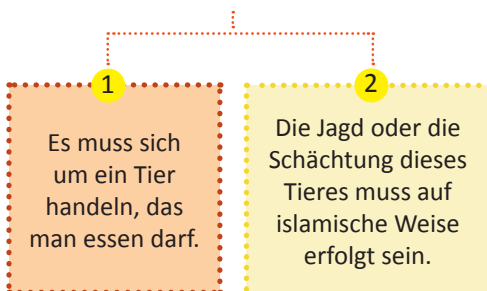 1
Es muss sich
um ein Tier
handeln, das
man essen darf.
2
Die Jagd oder die
Schächtung dieses
Tieres muss auf
islamische Weise
erfolgt sein.